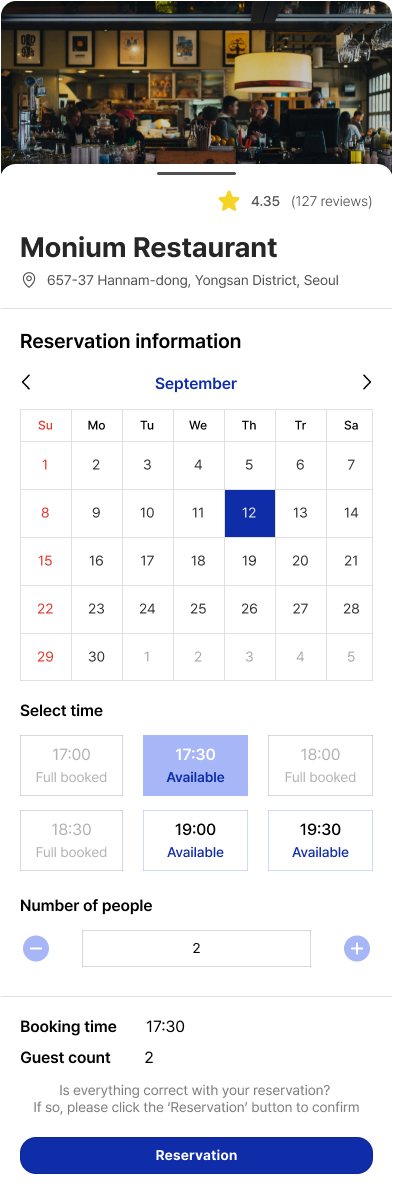 4.35 (127 reviews)
Monium Restaurant
657-37 Hannam-dong, Yongsan District, Seoul
Reservation information
September
Su Mo Tu We Th Tr Sa
1 2 3 4 5 6 7
8 9 10 11 12 13 14
15 16 17 18 19 20 21
22 23 24 25 26 27 28
29 30 1 2 3 4 5
Select time
17:00 17:30 18:00
Full booked Available Full booked
18:30 19:00 19:30
Full booked Available Available
Number of people
2
Booking time 17:30
Guest count 2
Is everything correct with your reservation?
If so, please click the ‘Reservation’ button to confirm
Reservation